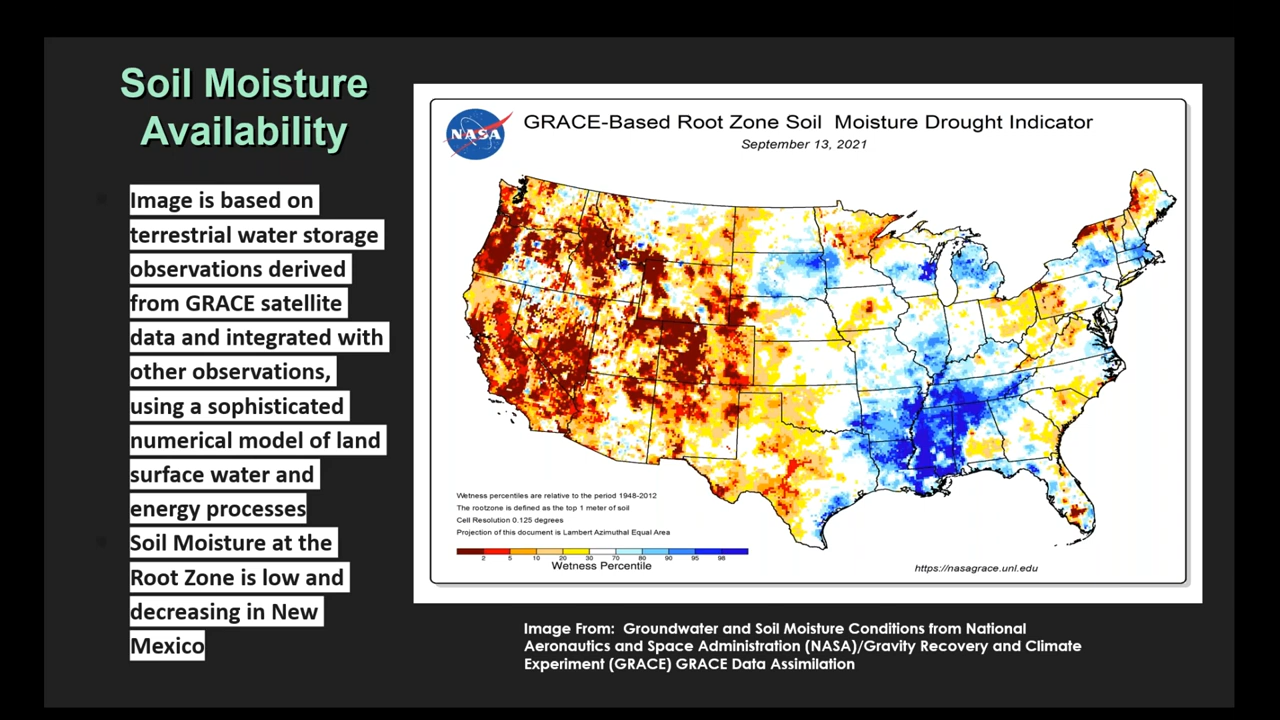 Soil Moisture
Availability
Image is based on
terrestrial water storage
observations derived
from GRACE satellite
data and integrated with
other observations,
using a sophisticated
numerical model of land
surface water and
energy processes
Soil Moisture at the
Root Zone is low and
decreasing in New
Mexico
NASA
GRACE-Based Root Zone Soil Moisture Drought Indicator
September 13, 2021
Wetness percentiles are relative to the period 1948-2012
The rootzone is defined as the top 1 meter of soil
Cell Resolution 0.125 degrees
Projection of this document is Lambert Azimuthal Equal Area
2 5 10 20 30 70 80 90 95 98
Wetness Percentile
https://nasagrace.unl.edu
Image From: Groundwater and Soil Moisture Conditions from National
Aeronautics and Space Administration (NASA)/Gravity Recovery and Climate
Experiment (GRACE) GRACE Data Assimilation